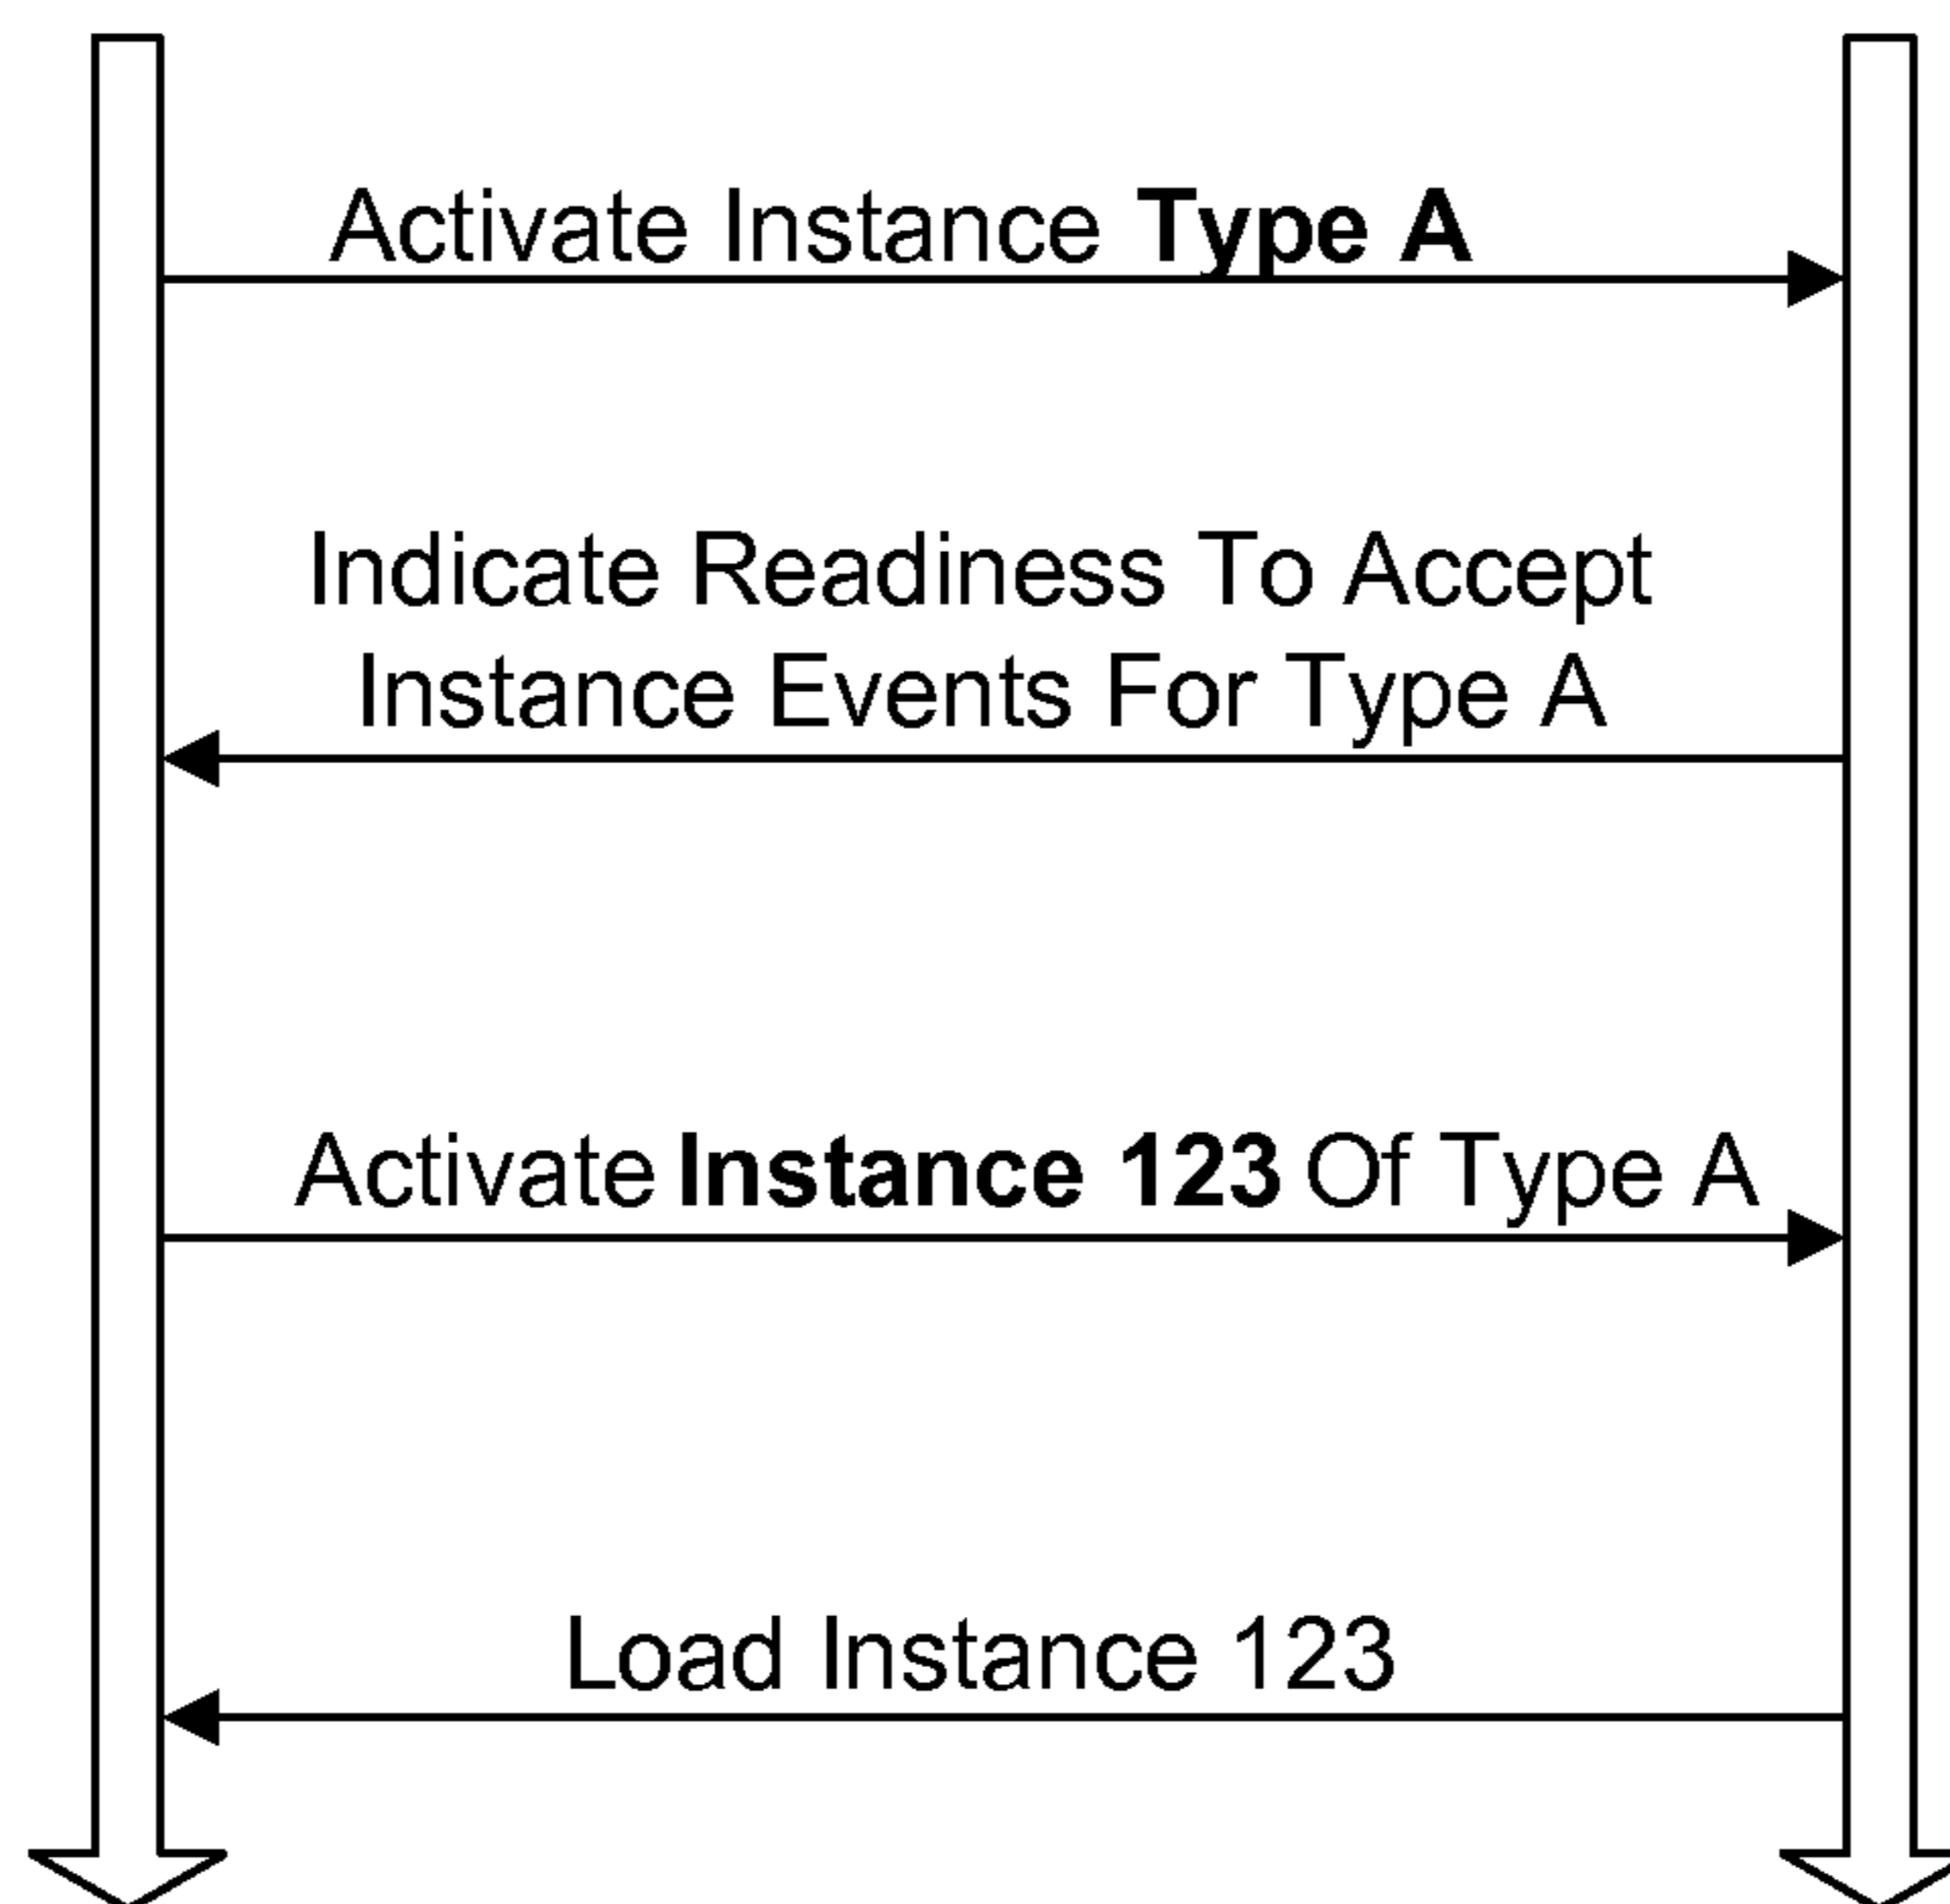 Activate Instance Type A
Indicate Readiness To Accept
Instance Events For Type A
Activate Instance 123 Of Type A
Load Instance 123